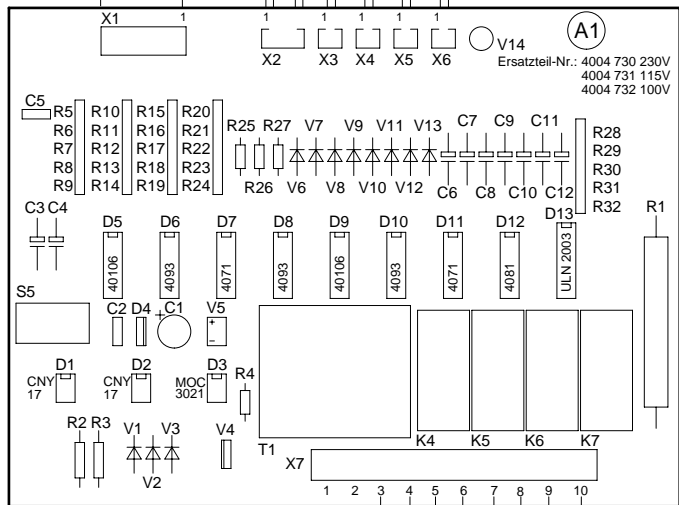 X1 1 1 1 1 1 1
X2 X3 X4 X5 X6 V14 A1
Ersatzteil-Nr.: 4004 730 230V
4004 731 115V
4004 732 100V
C5
R5 R10 R15 R20
R6 R11 R16 R21
R7 R12 R17 R22
R8 R13 R18 R23
R9 R14 R19 R24
R25 R27 V7 V9 V11 V13 C7 C9 C11
R26 V6 V8 V10 V12 C6 C8 C10 C12
R28
R29
R30
R31
R32
C3 C4
D5 D6 D7 D8 D9 D10 D11 D12 D13
40106 4093 4071 4093 40106 4093 4071 4081 ULN 2003
R1
S5
C2 D4 + C1 V5
+
−
D1 D2 D3
CNY 17
CNY 17
MOC 3021
R4
R2 R3 V1 V3 V4
V2
T1 K4 K5 K6 K7
X7
1 2 3 4 5 6 7 8 9 10